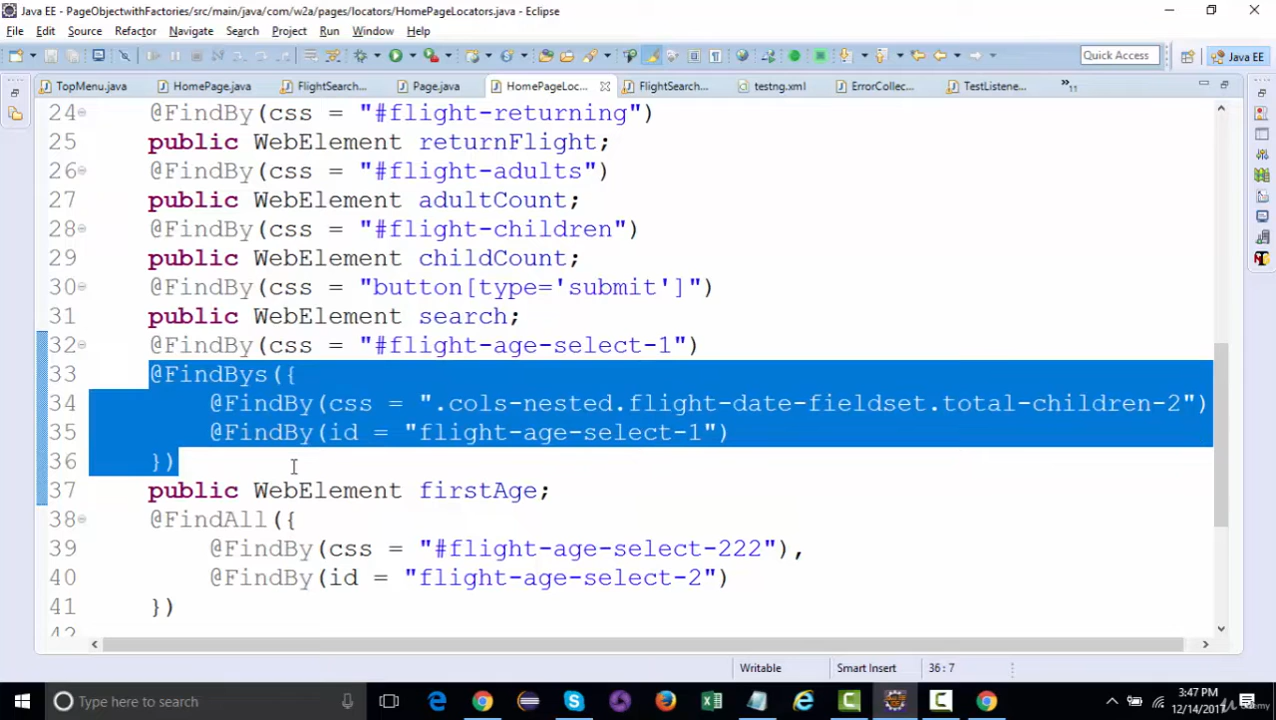 Java EE - PageObjectwithFactories/src/main/java/com/w2a/pages/locators/HomePageLocators.java - Eclipse
File Edit Source Refactor Navigate Search Project Run Window Help
Quick Access
Java EE
TopMenu.java HomePage.java FlightSearch... Page.java HomePageLoc... FlightSearch... testng.xml ErrorCollec... TestListene... »11
24 @FindBy(css = "#flight-returning")
25 public WebElement returnFlight;
26 @FindBy(css = "#flight-adults")
27 public WebElement adultCount;
28 @FindBy(css = "#flight-children")
29 public WebElement childCount;
30 @FindBy(css = "button[type='submit']")
31 public WebElement search;
32 @FindBy(css = "#flight-age-select-1")
33 @FindBys({
34 @FindBy(css = ".cols-nested.flight-date-fieldset.total-children-2")
35 @FindBy(id = "flight-age-select-1")
36 })
37 public WebElement firstAge;
38 @FindAll({
39 @FindBy(css = "#flight-age-select-222"),
40 @FindBy(id = "flight-age-select-2")
41 })
42
Writable Smart Insert 36 : 7
Type here to search
3:47 PM
12/14/2017